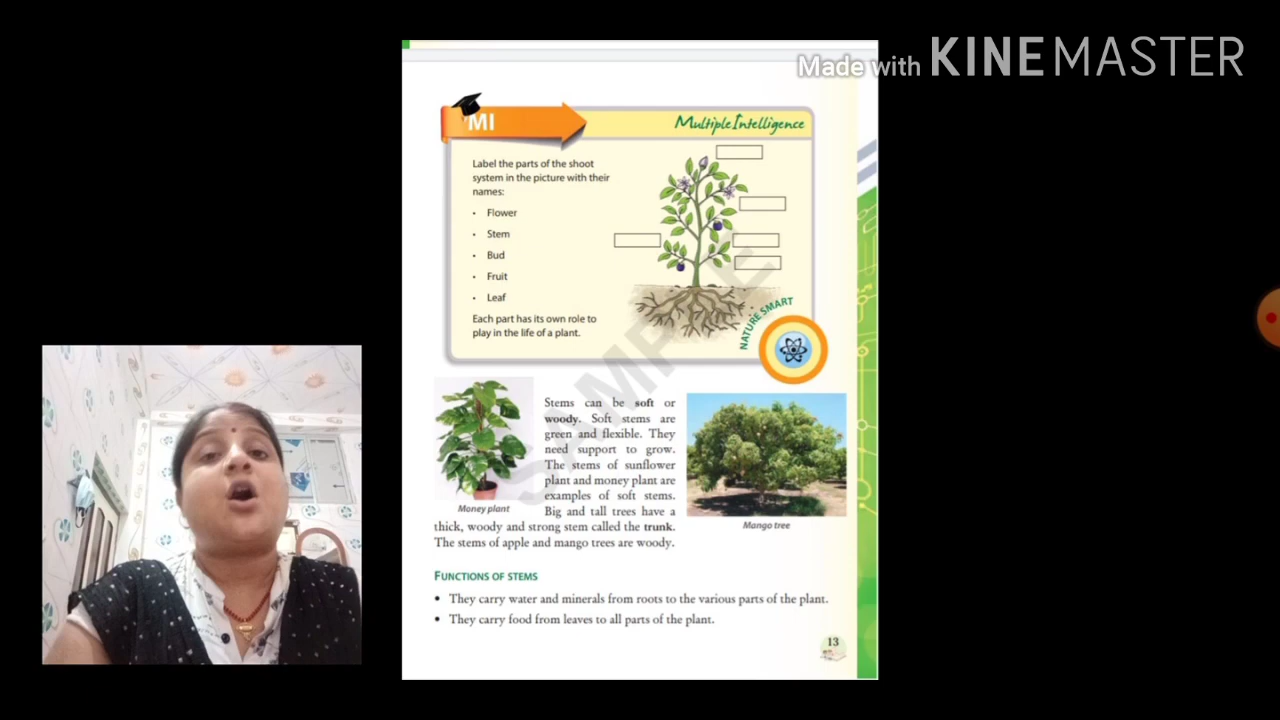 Made with KINEMASTER
MI
Multiple Intelligence
Label the parts of the shoot
system in the picture with their
names:
• Flower
• Stem
• Bud
• Fruit
• Leaf
Each part has its own role to
play in the life of a plant.
NATURE SMART
SAMPLE
Stems can be soft or
woody. Soft stems are
green and flexible. They
need support to grow.
The stems of sunflower
plant and money plant are
examples of soft stems.
Big and tall trees have a
thick, woody and strong stem called the trunk.
The stems of apple and mango trees are woody.
Money plant
Mango tree
FUNCTIONS OF STEMS
• They carry water and minerals from roots to the various parts of the plant.
• They carry food from leaves to all parts of the plant.
13